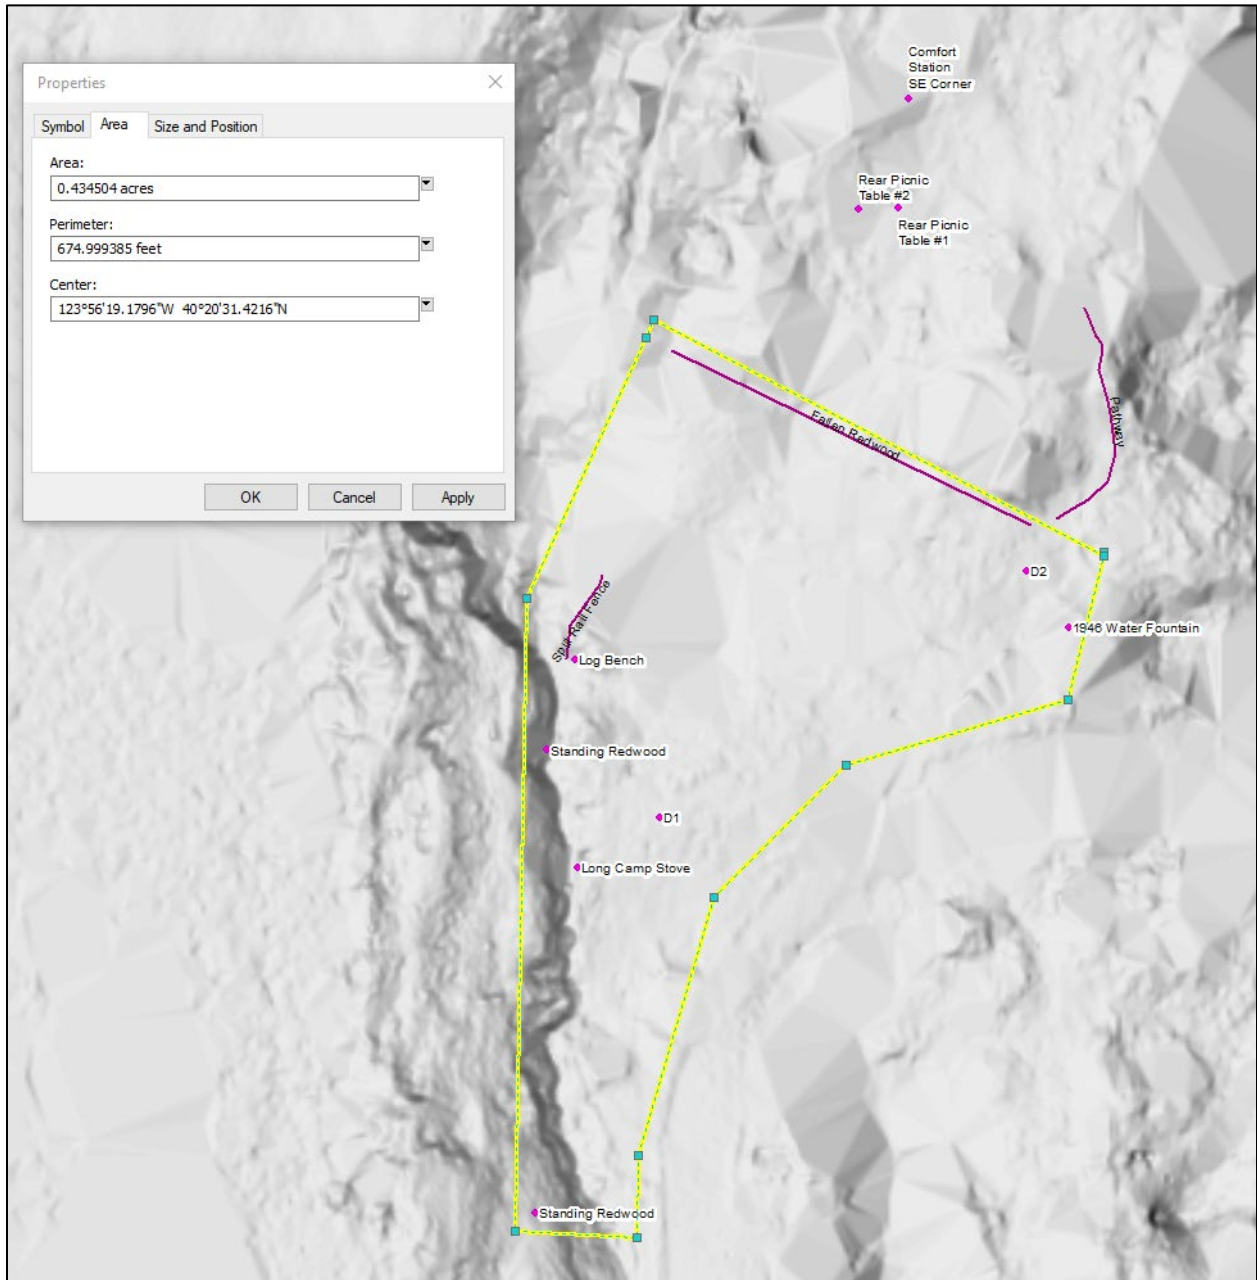 Properties
Symbol
Area
Size and Position
Area:
0.434504 acres
Perimeter:
674.999385 feet
Center:
123°56'19.1796"W 40°20'31.4216"N
OK
Cancel
Apply
Comfort
Station
SE Corner
Rear Picnic
Table #2
Rear Picnic
Table #1
Pathway
Fallen Redwood
D2
1946 Water Fountain
Split Rail Fence
Log Bench
Standing Redwood
D1
Long Camp Stove
Standing Redwood